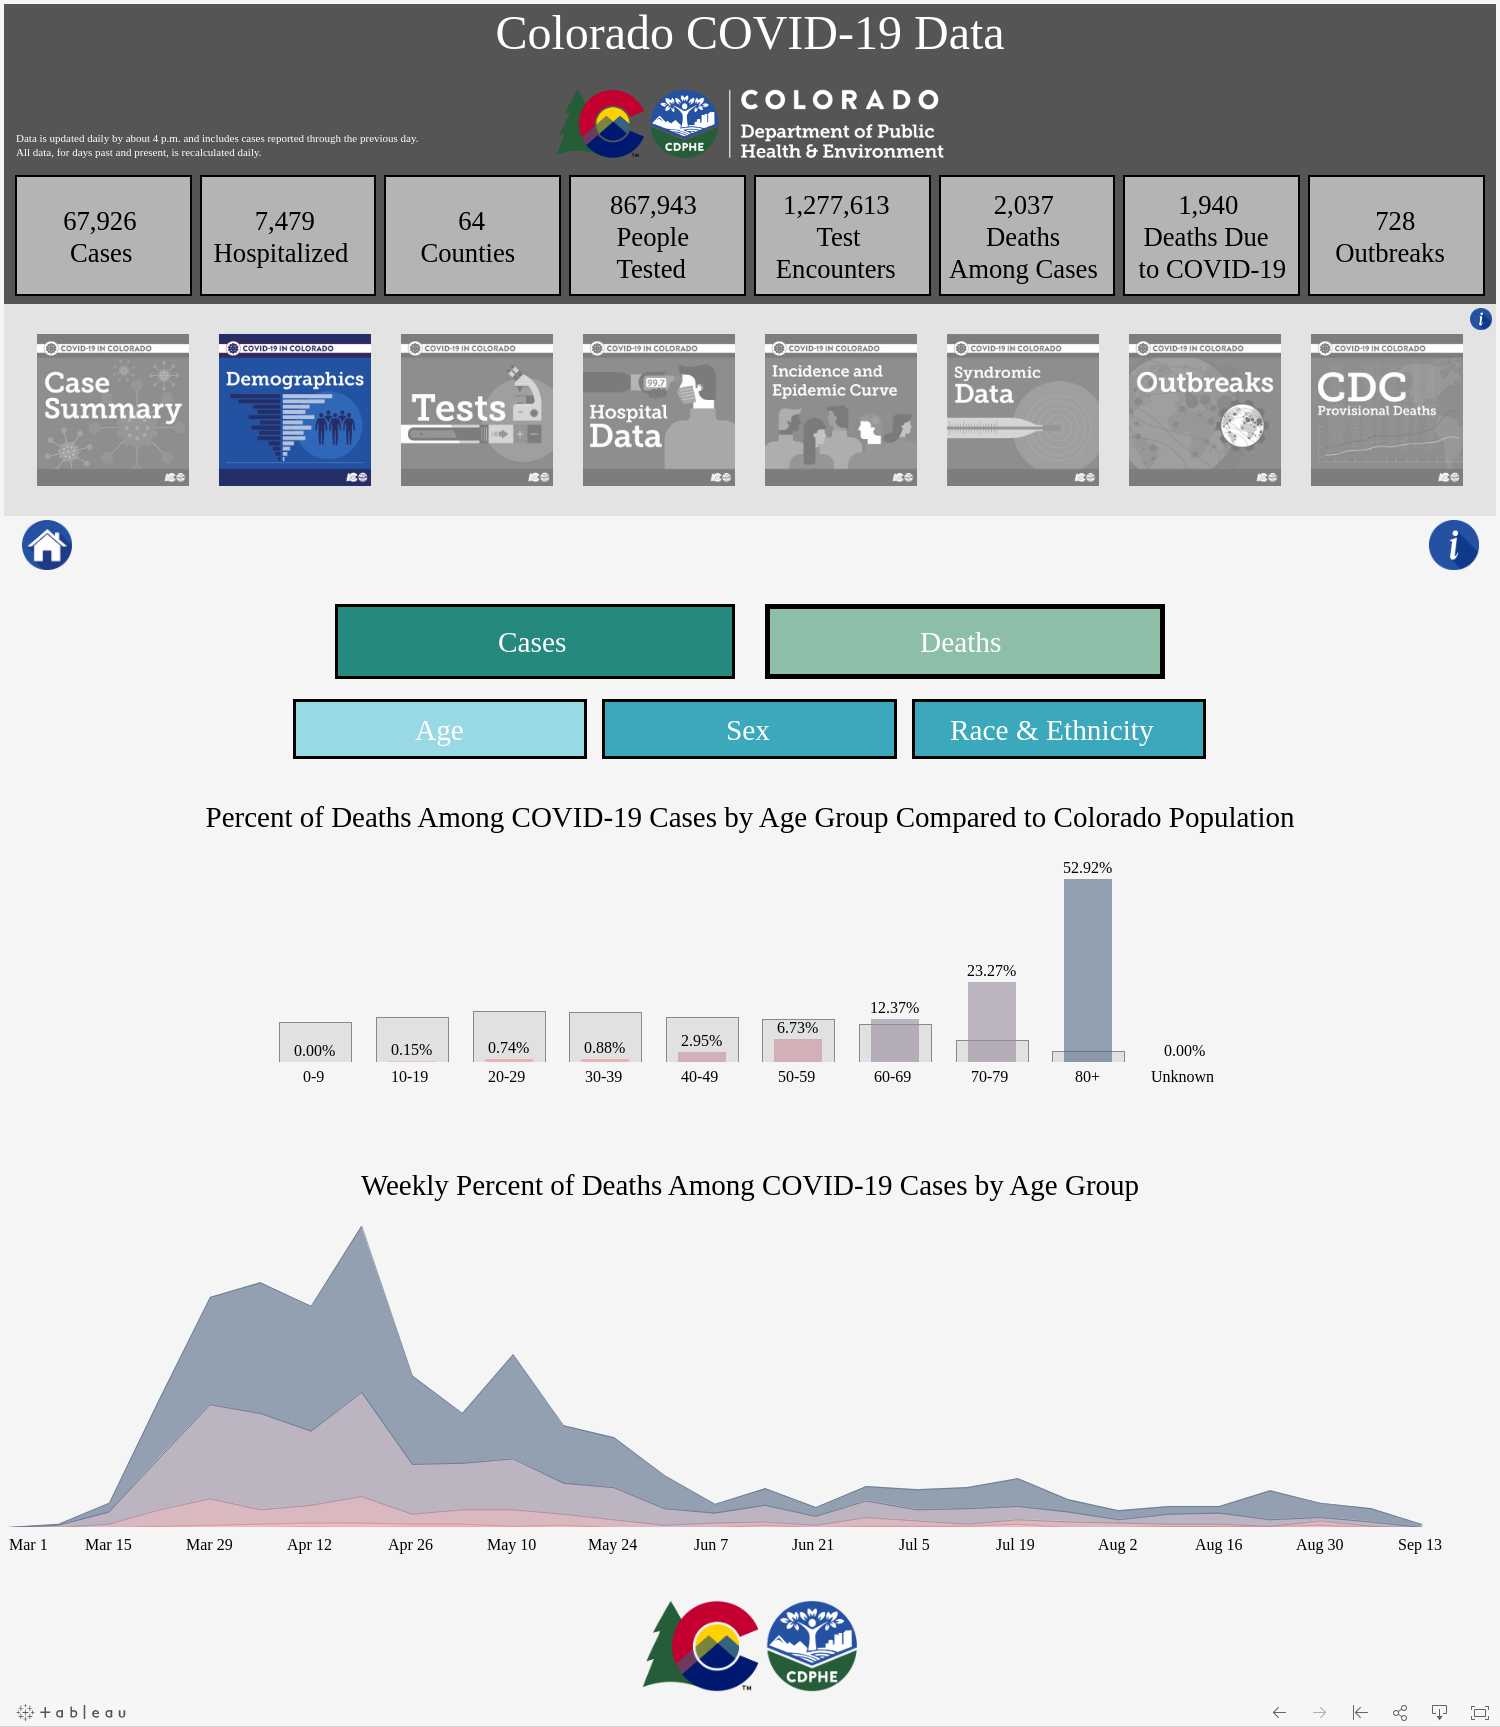 Colorado COVID-19 Data
COLORADO
Department of Public
Health & Environment
CDPHE
TM
Data is updated daily by about 4 p.m. and includes cases reported through the previous day.
All data, for days past and present, is recalculated daily.
67,926
Cases
7,479
Hospitalized
64
Counties
867,943
People
Tested
1,277,613
Test
Encounters
2,037
Deaths
Among Cases
1,940
Deaths Due
to COVID-19
728
Outbreaks
i
COVID-19 IN COLORADO
Case
Summary
COVID-19 IN COLORADO
Demographics
COVID-19 IN COLORADO
Tests
COVID-19 IN COLORADO
99.7
Hospital
Data
COVID-19 IN COLORADO
Incidence and
Epidemic Curve
COVID-19 IN COLORADO
Syndromic
Data
COVID-19 IN COLORADO
Outbreaks
COVID-19 IN COLORADO
CDC
Provisional Deaths
i
Cases
Deaths
Age
Sex
Race & Ethnicity
Percent of Deaths Among COVID-19 Cases by Age Group Compared to Colorado Population
0.00%
0.15%
0.74%
0.88%
2.95%
6.73%
12.37%
23.27%
52.92%
0.00%
0-9
10-19
20-29
30-39
40-49
50-59
60-69
70-79
80+
Unknown
Weekly Percent of Deaths Among COVID-19 Cases by Age Group
Mar 1
Mar 15
Mar 29
Apr 12
Apr 26
May 10
May 24
Jun 7
Jun 21
Jul 5
Jul 19
Aug 2
Aug 16
Aug 30
Sep 13
CDPHE
TM
tableau